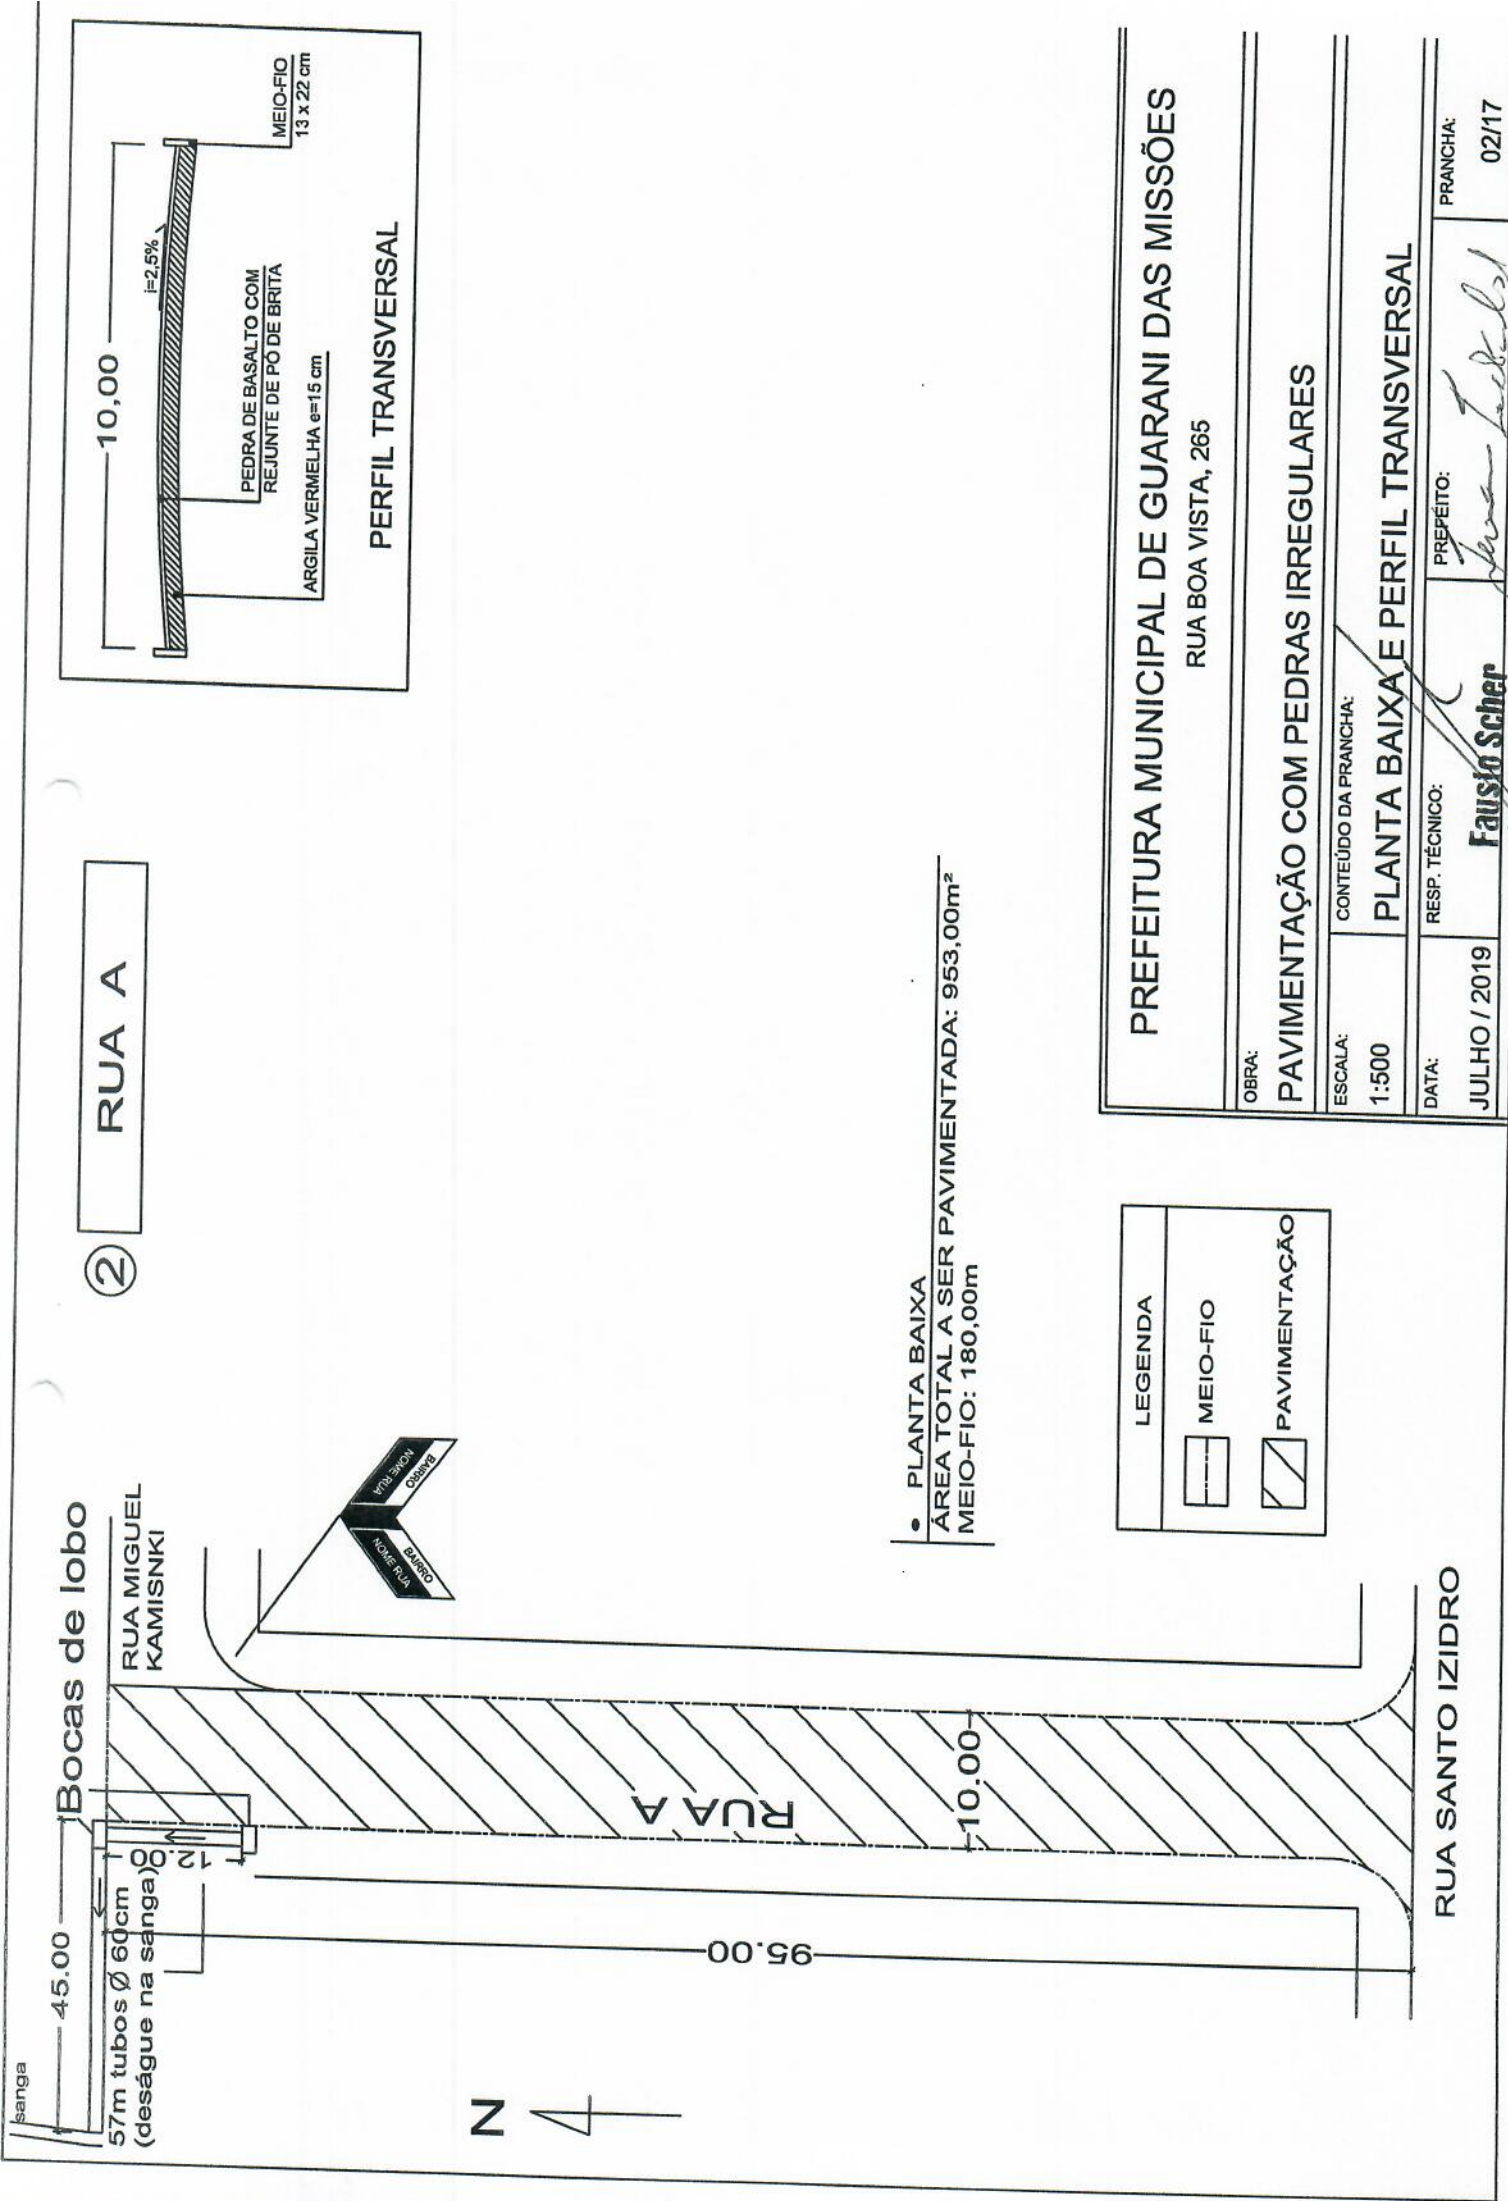 sanga
45.00
Bocas de lobo
57m tubos Ø 60cm
(deságue na sanga)
12.00
RUA MIGUEL
KAMISNKI
2
RUA A
10,00
i=2,5%
PEDRA DE BASALTO COM
REJUNTE DE PÓ DE BRITA
MEIO-FIO
13 x 22 cm
ARGILA VERMELHA e=15 cm
PERFIL TRANSVERSAL
N
NOME RUA
BAIRRO
NOME RUA
BAIRRO
95.00
RUA A
10.00
RUA SANTO IZIDRO
PLANTA BAIXA
ÁREA TOTAL A SER PAVIMENTADA: 953,00m²
MEIO-FIO: 180,00m
LEGENDA
MEIO-FIO
PAVIMENTAÇÃO
PREFEITURA MUNICIPAL DE GUARANI DAS MISSÕES
RUA BOA VISTA, 265
OBRA:
PAVIMENTAÇÃO COM PEDRAS IRREGULARES
ESCALA:
1:500
CONTEÚDO DA PRANCHA:
PLANTA BAIXA E PERFIL TRANSVERSAL
DATA:
JULHO / 2019
RESP. TÉCNICO:
Fausto Scher
PREFEITO:
PRANCHA:
02/17